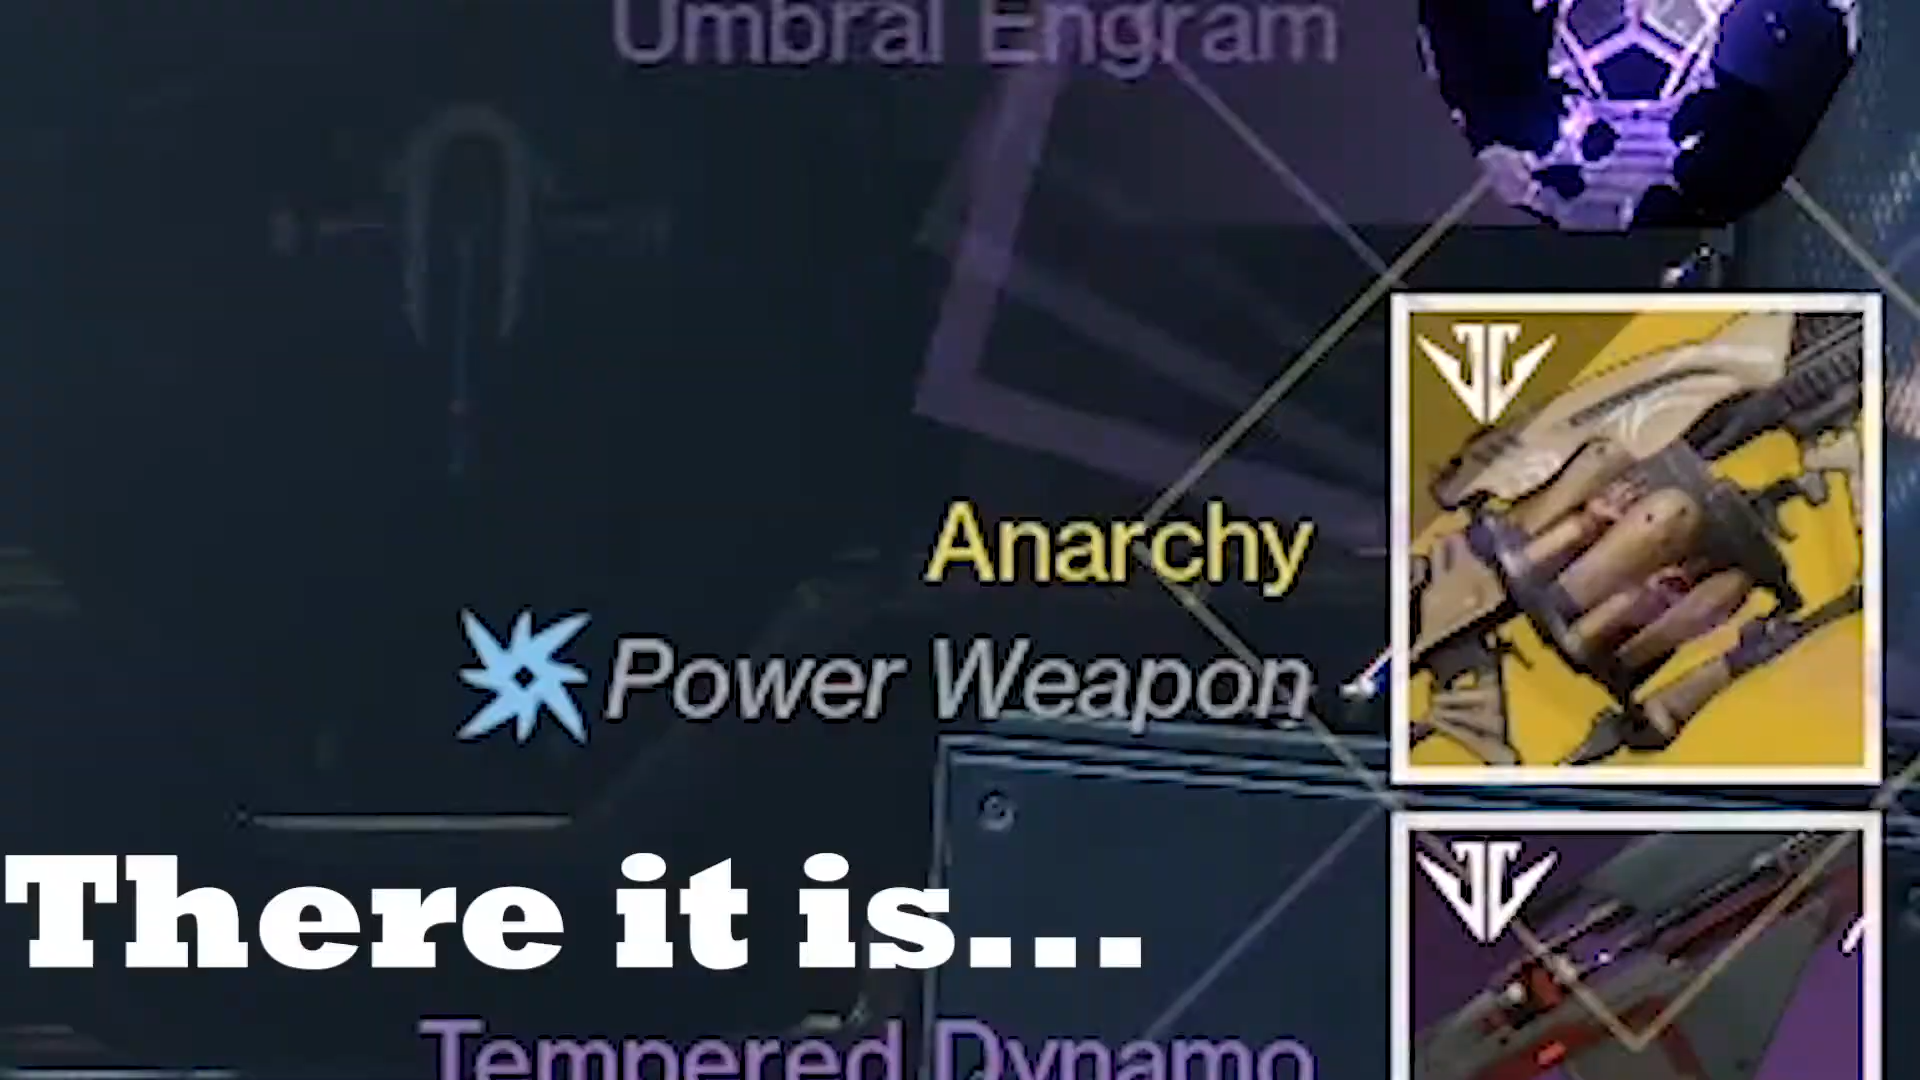 Umbral Engram
Anarchy
Power Weapon
There it is...
Tempered Dynamo